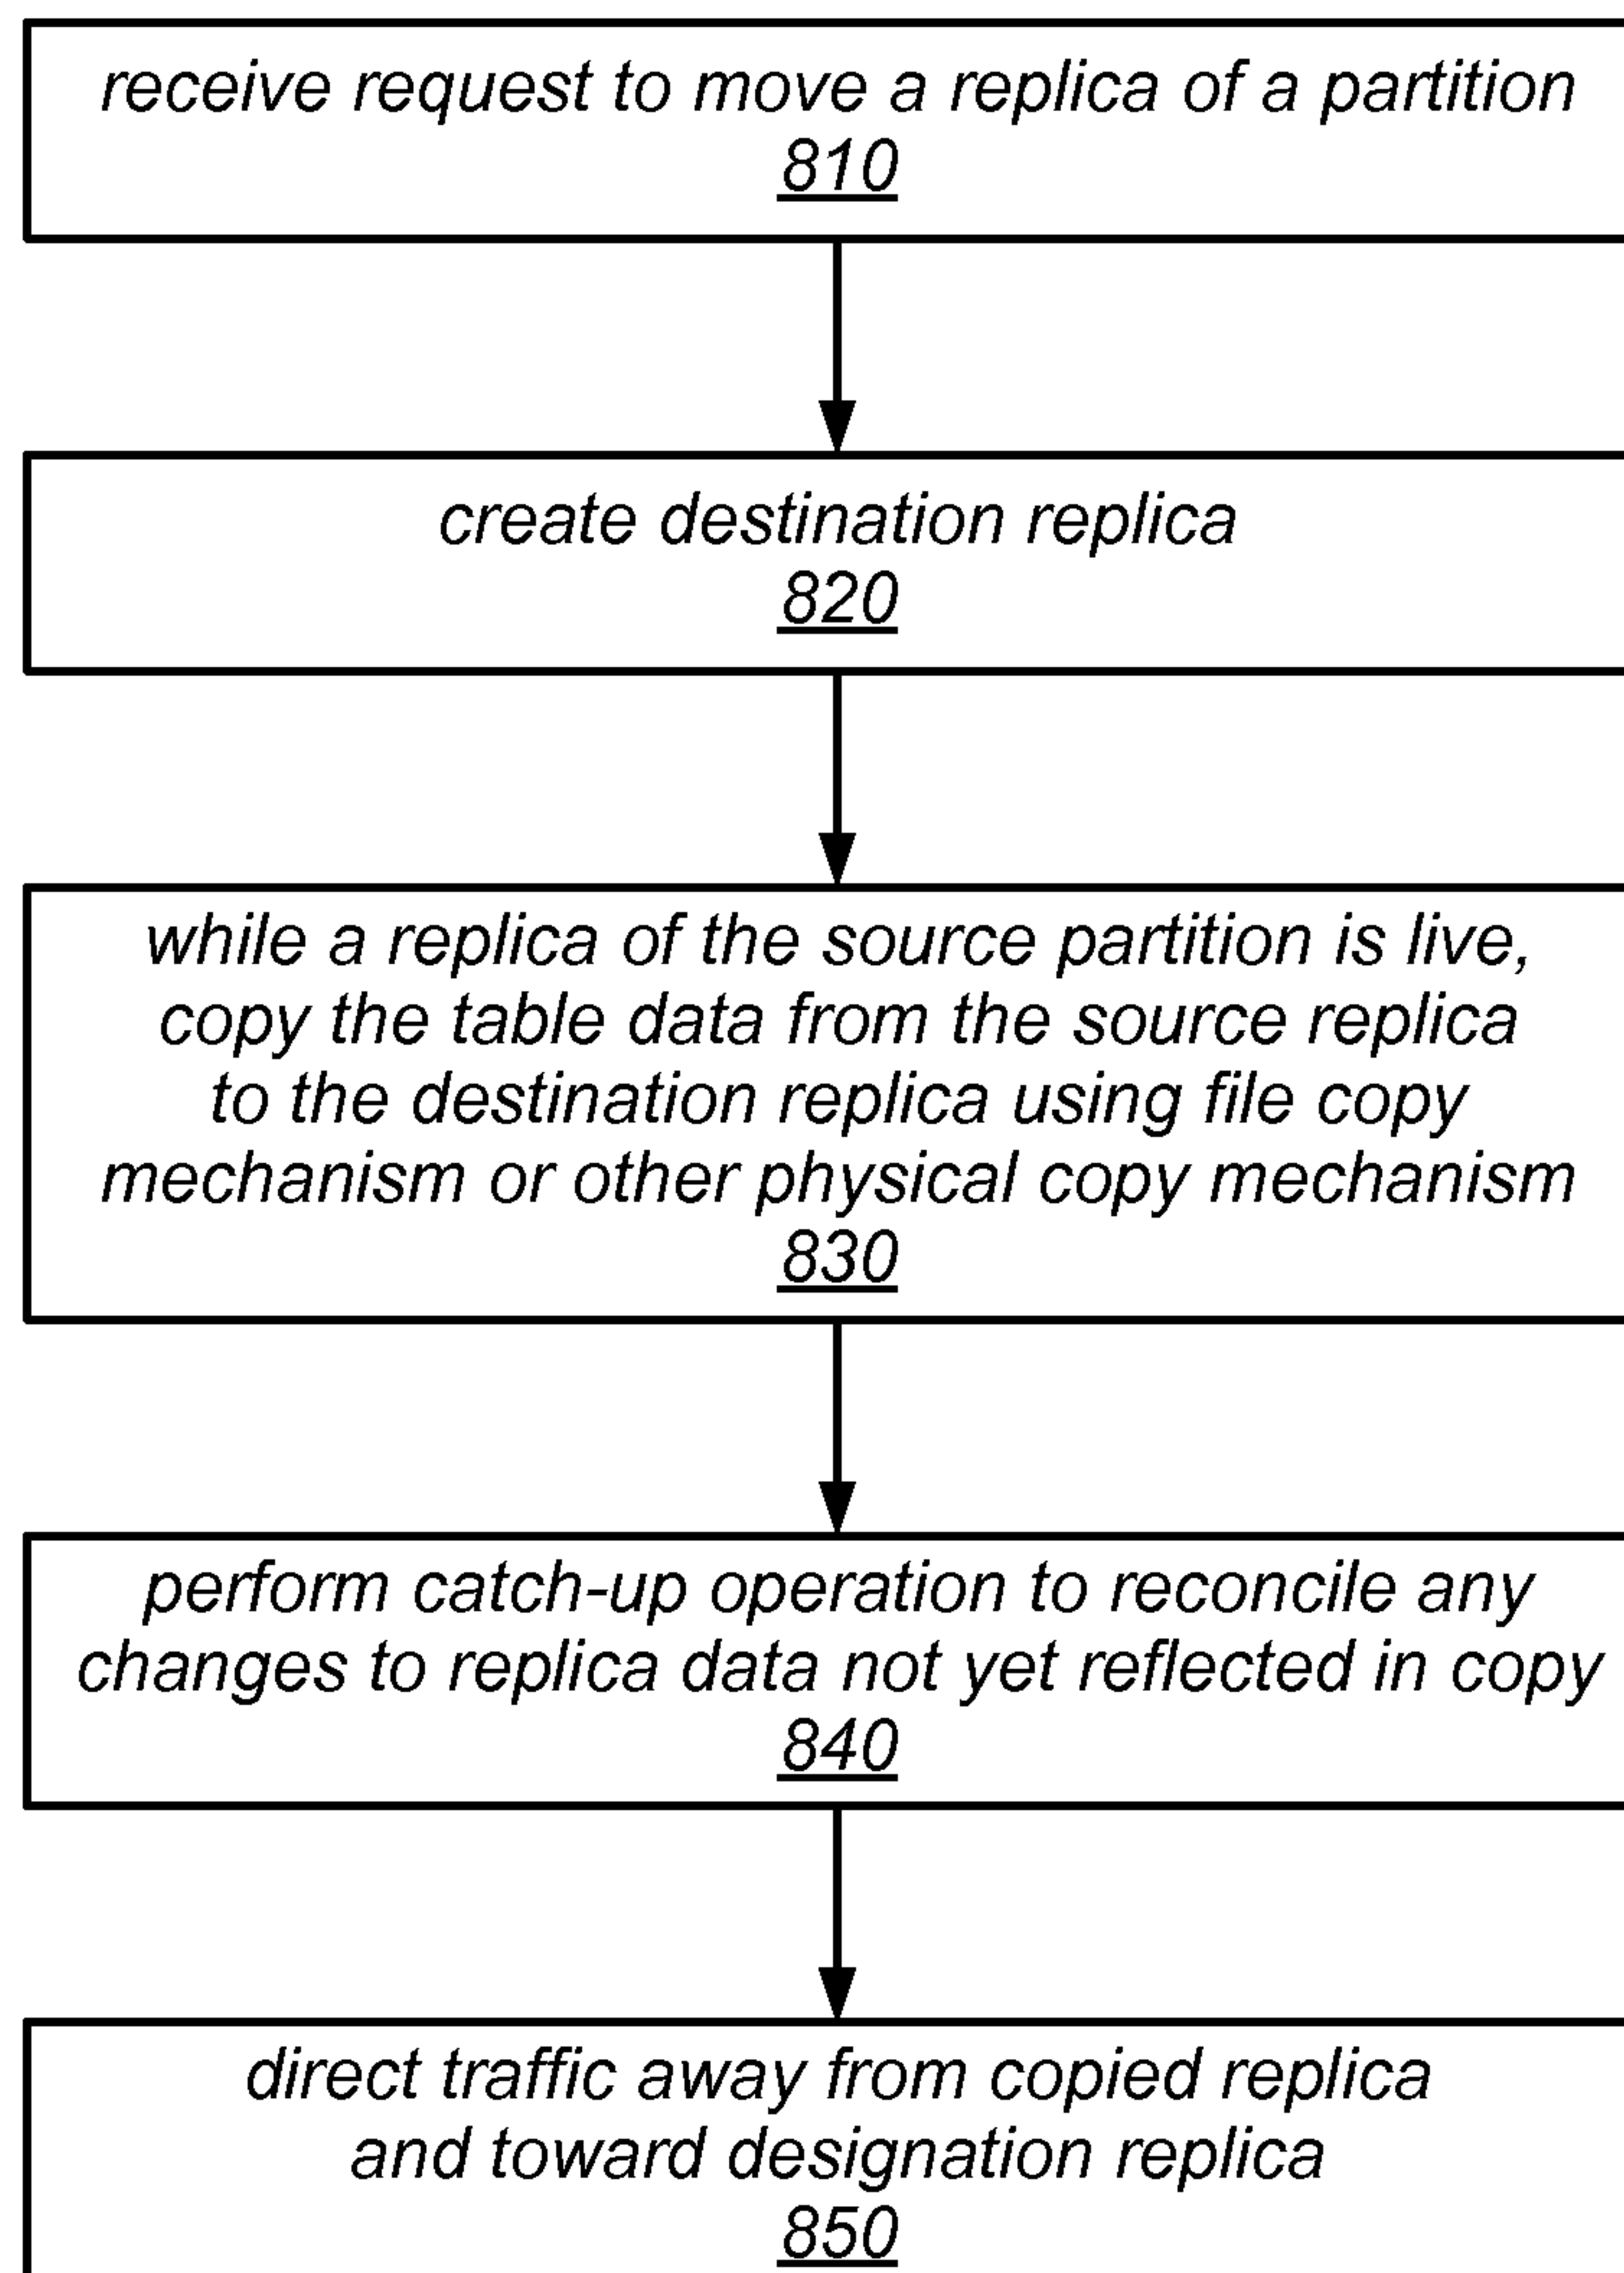 receive request to move a replica of a partition
810
create destination replica
820
while a replica of the source partition is live,
copy the table data from the source replica
to the destination replica using file copy
mechanism or other physical copy mechanism
830
perform catch-up operation to reconcile any
changes to replica data not yet reflected in copy
840
direct traffic away from copied replica
and toward designation replica
850